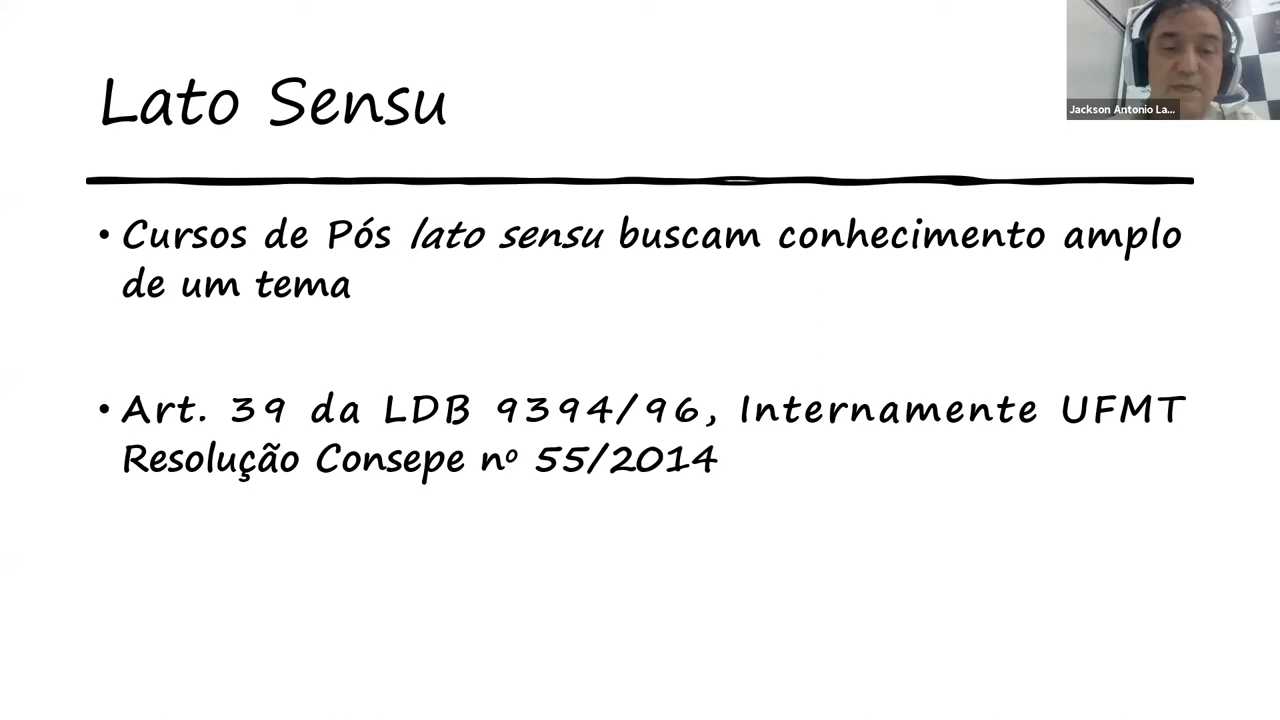 Lato Sensu
Jackson Antonio La...
• Cursos de Pós lato sensu buscam conhecimento amplo
de um tema
• Art. 39 da LDB 9394/96, Internamente UFMT
Resolução Consepe nº 55/2014